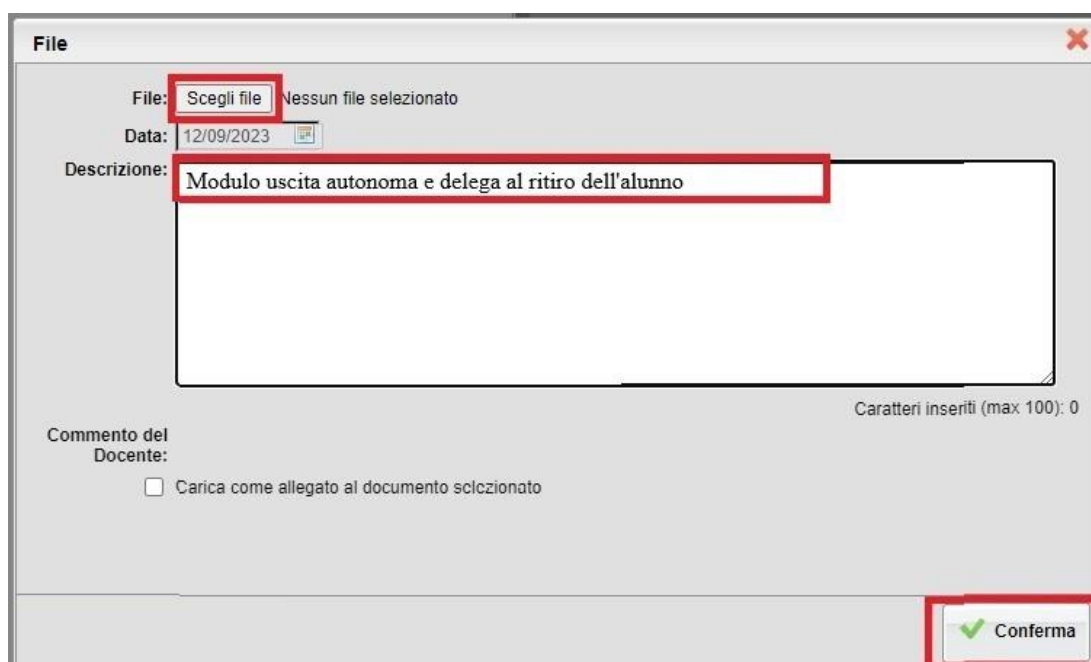 File
File: Scegli file Nessun file selezionato
Data: 12/09/2023
Descrizione: Modulo uscita autonoma e delega al ritiro dell'alunno
Caratteri inseriti (max 100): 0
Commento del
Docente:
Carica come allegato al documento selezionato
Conferma